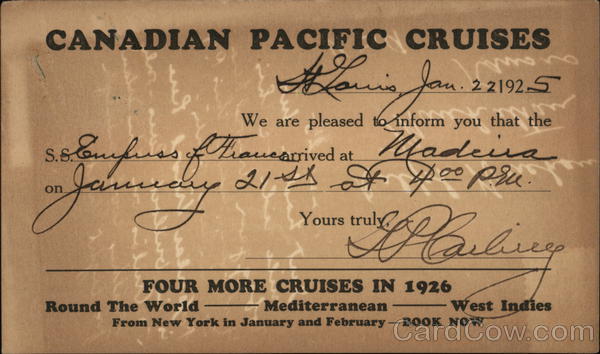 CANADIAN PACIFIC CRUISES
St Louis Jan. 22 1925
We are pleased to inform you that the
S.S. Empress of France arrived at Madeira
on January 21st at 4:00 P.M.
Yours truly,
FOUR MORE CRUISES IN 1926
Round The World — Mediterranean — West Indies
From New York in January and February — BOOK NOW
CardCow.com